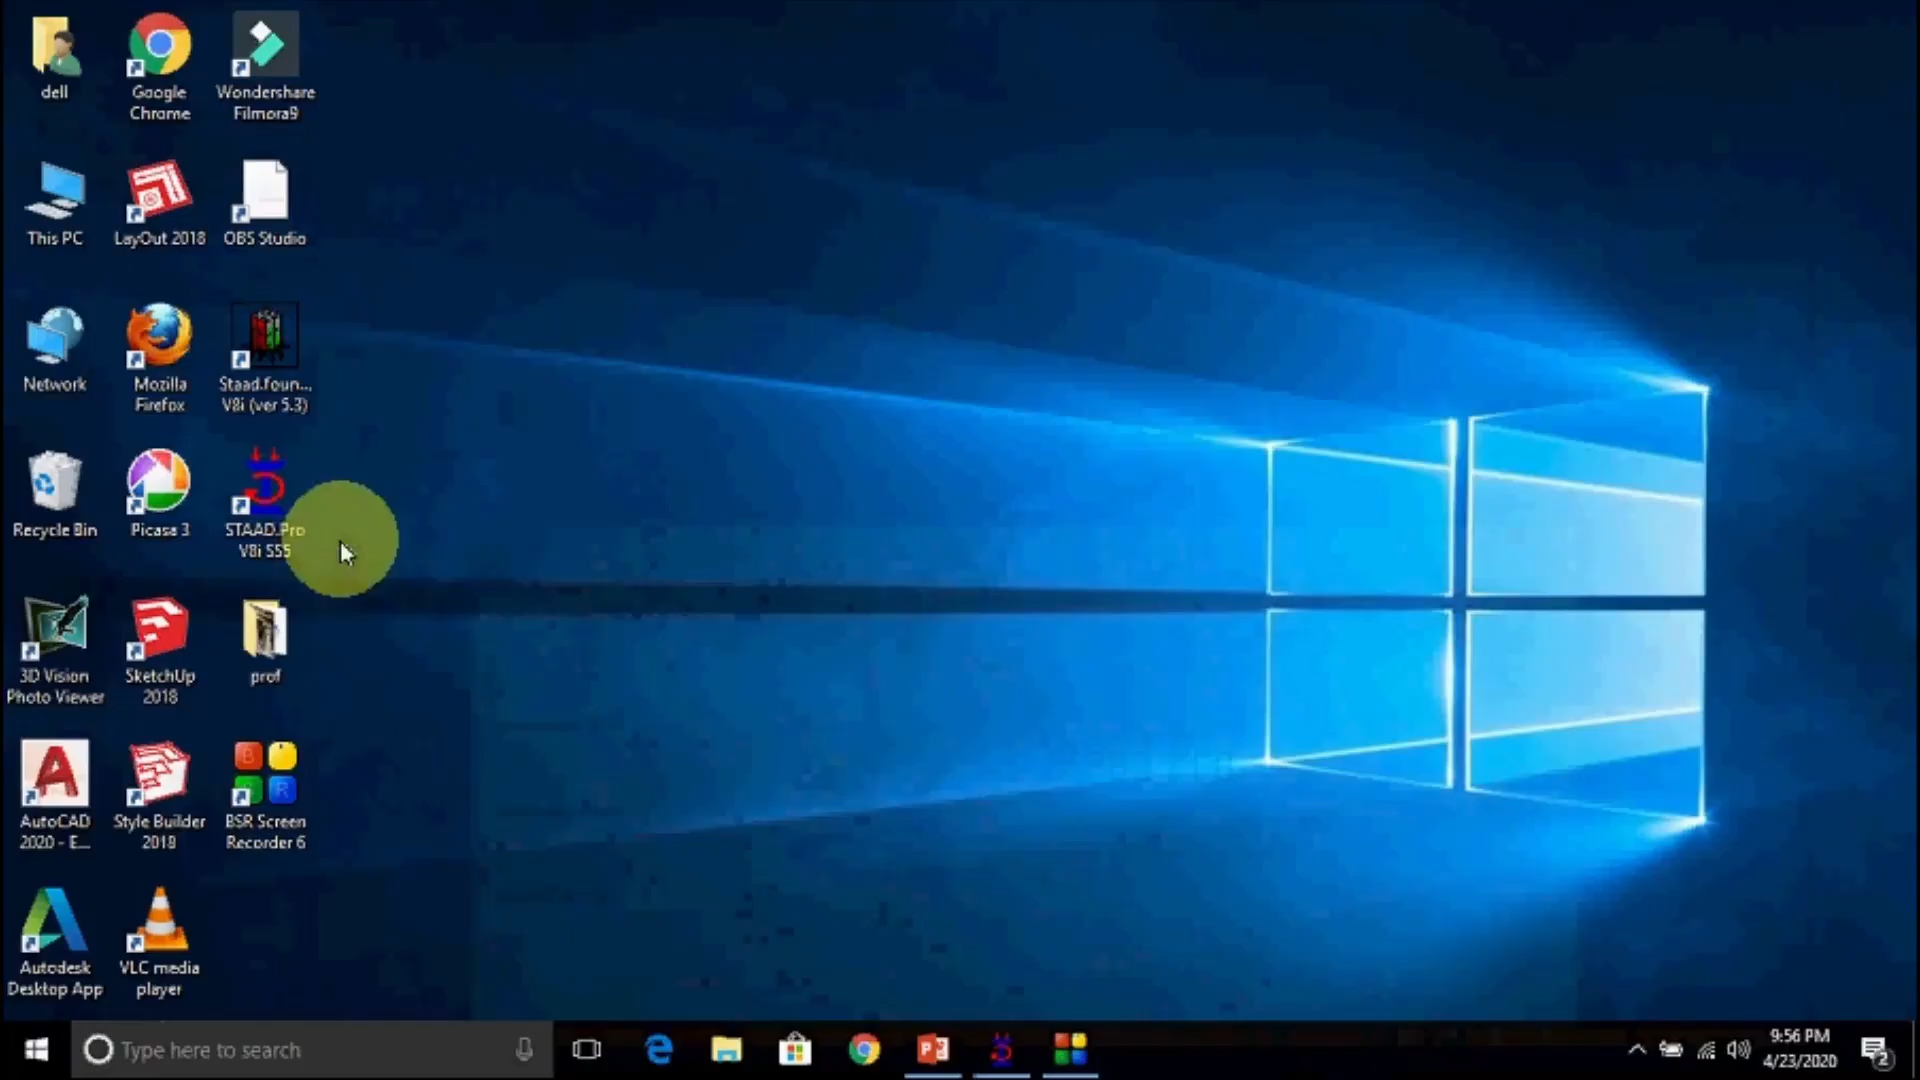 dell
Google
Chrome
Wondershare
Filmora9
This PC
LayOut 2018
OBS Studio
Network
Mozilla
Firefox
Staad.foun...
V8i (ver 5.3)
Recycle Bin
Picasa 3
STAAD.Pro
V8i SS5
3D Vision
Photo Viewer
SketchUp
2018
prof
AutoCAD
2020 - E...
Style Builder
2018
BSR Screen
Recorder 6
Autodesk
Desktop App
VLC media
player
Type here to search
9:56 PM
4/23/2020
2